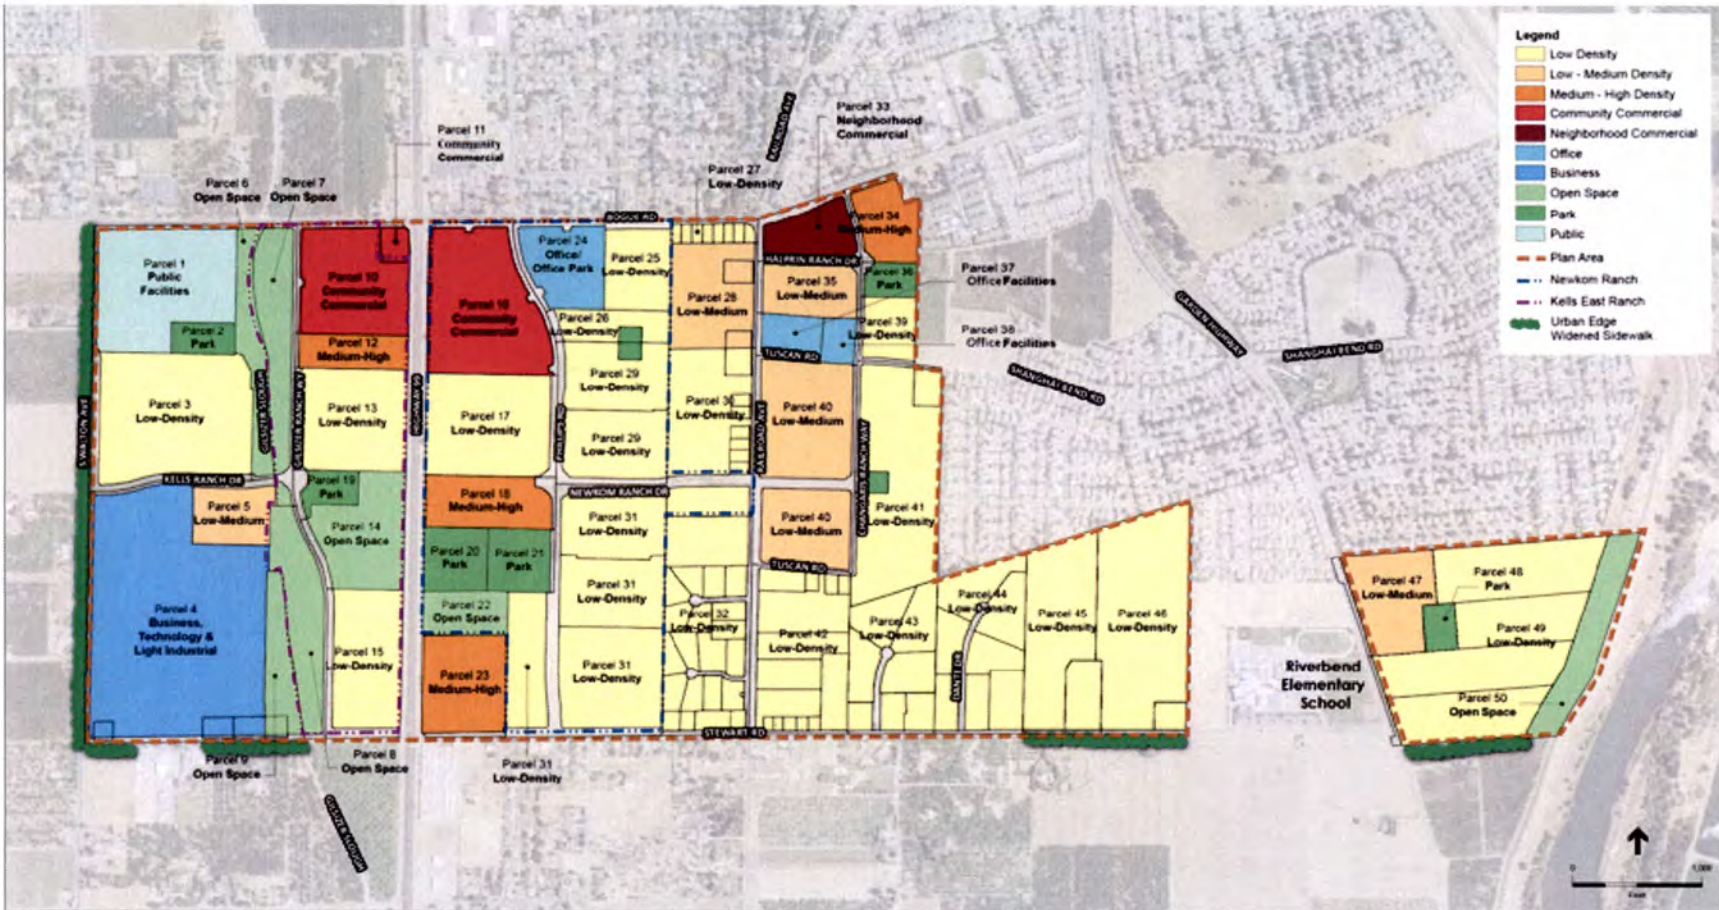 Legend
Low Density
Low - Medium Density
Medium - High Density
Community Commercial
Neighborhood Commercial
Office
Business
Open Space
Park
Public
Plan Area
Newkom Ranch
Kells East Ranch
Urban Edge
Widened Sidewalk
RAILROAD AVE
Parcel 33
Neighborhood
Commercial
Parcel 11
Community
Commercial
Parcel 27
Low-Density
Parcel 6
Open Space
Parcel 7
Open Space
BOGUE RD
Parcel 1
Public
Facilities
Parcel 10
Community
Commercial
Parcel 16
Community
Commercial
Parcel 24
Office/
Office Park
Parcel 25
Low-Density
Parcel 34
Medium-High
HALPRIN RANCH DR
Parcel 36
Park
Parcel 37
Office Facilities
Parcel 28
Low-Medium
Parcel 35
Low-Medium
Parcel 2
Park
Parcel 12
Medium-High
Parcel 26
Low-Density
Parcel 39
Low-Density
Parcel 38
Office Facilities
TUSCAN RD
GARDEN HIGHWAY
SHANGHAI BEND RD
SHANGHAI BEND RD
S WALTON AVE
Parcel 3
Low-Density
GILSIZER SLOUGH
GILSIZER RANCH WY
Parcel 13
Low-Density
HIGHWAY 99
Parcel 17
Low-Density
PHILLIPS RD
Parcel 29
Low-Density
Parcel 29
Low-Density
Parcel 30
Low-Density
RAILROAD AVE
Parcel 40
Low-Medium
CHANGARIS RANCH WAY
KELLS RANCH DR
Parcel 19
Park
Parcel 18
Medium-High
NEWKOM RANCH DR
Parcel 5
Low-Medium
Parcel 14
Open Space
Parcel 31
Low-Density
Parcel 40
Low-Medium
Parcel 41
Low-Density
Parcel 20
Park
Parcel 21
Park
TUSCAN RD
Parcel 4
Business,
Technology &
Light Industrial
Parcel 22
Open Space
Parcel 31
Low-Density
Parcel 32
Low-Density
Parcel 42
Low-Density
Parcel 43
Low-Density
Parcel 44
Low-Density
Parcel 45
Low-Density
Parcel 46
Low-Density
Parcel 47
Low-Medium
Parcel 48
Park
Parcel 49
Low-Density
Parcel 15
Low-Density
Parcel 23
Medium-High
Parcel 31
Low-Density
DANTE DR
Riverbend
Elementary
School
Parcel 50
Open Space
STEWART RD
Parcel 9
Open Space
Parcel 8
Open Space
Parcel 31
Low-Density
GILSIZER SLOUGH
0
1,000
Feet